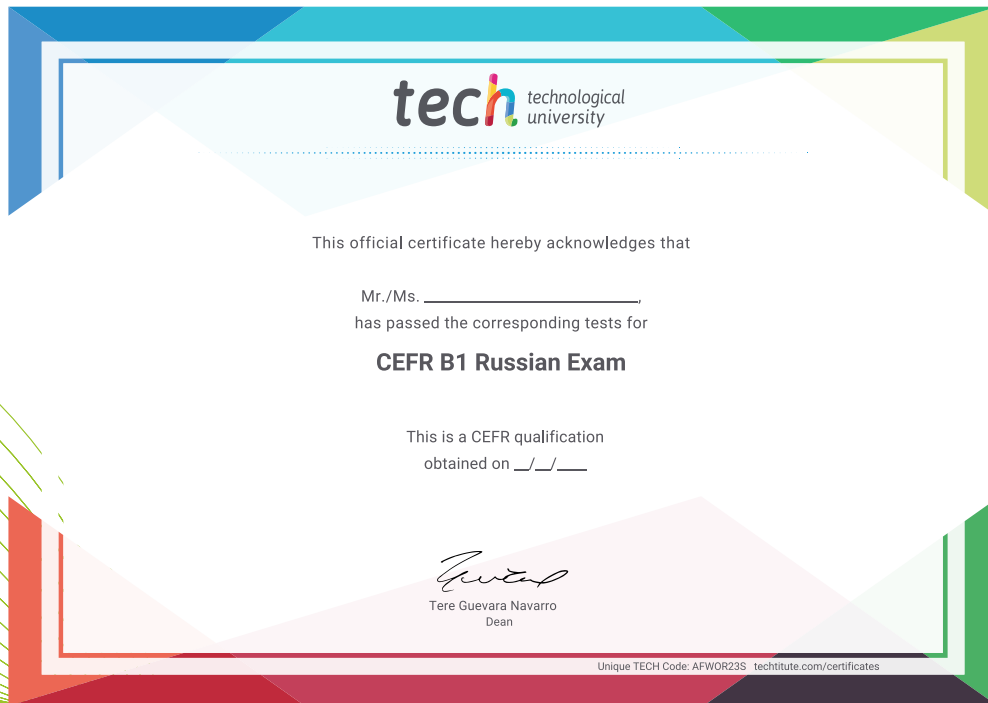 tech technological
university
This official certificate hereby acknowledges that
Mr./Ms. ____________________,
has passed the corresponding tests for
CEFR B1 Russian Exam
This is a CEFR qualification
obtained on __/__/____
Tere Guevara Navarro
Dean
Unique TECH Code: AFWOR23S techtitute.com/certificates